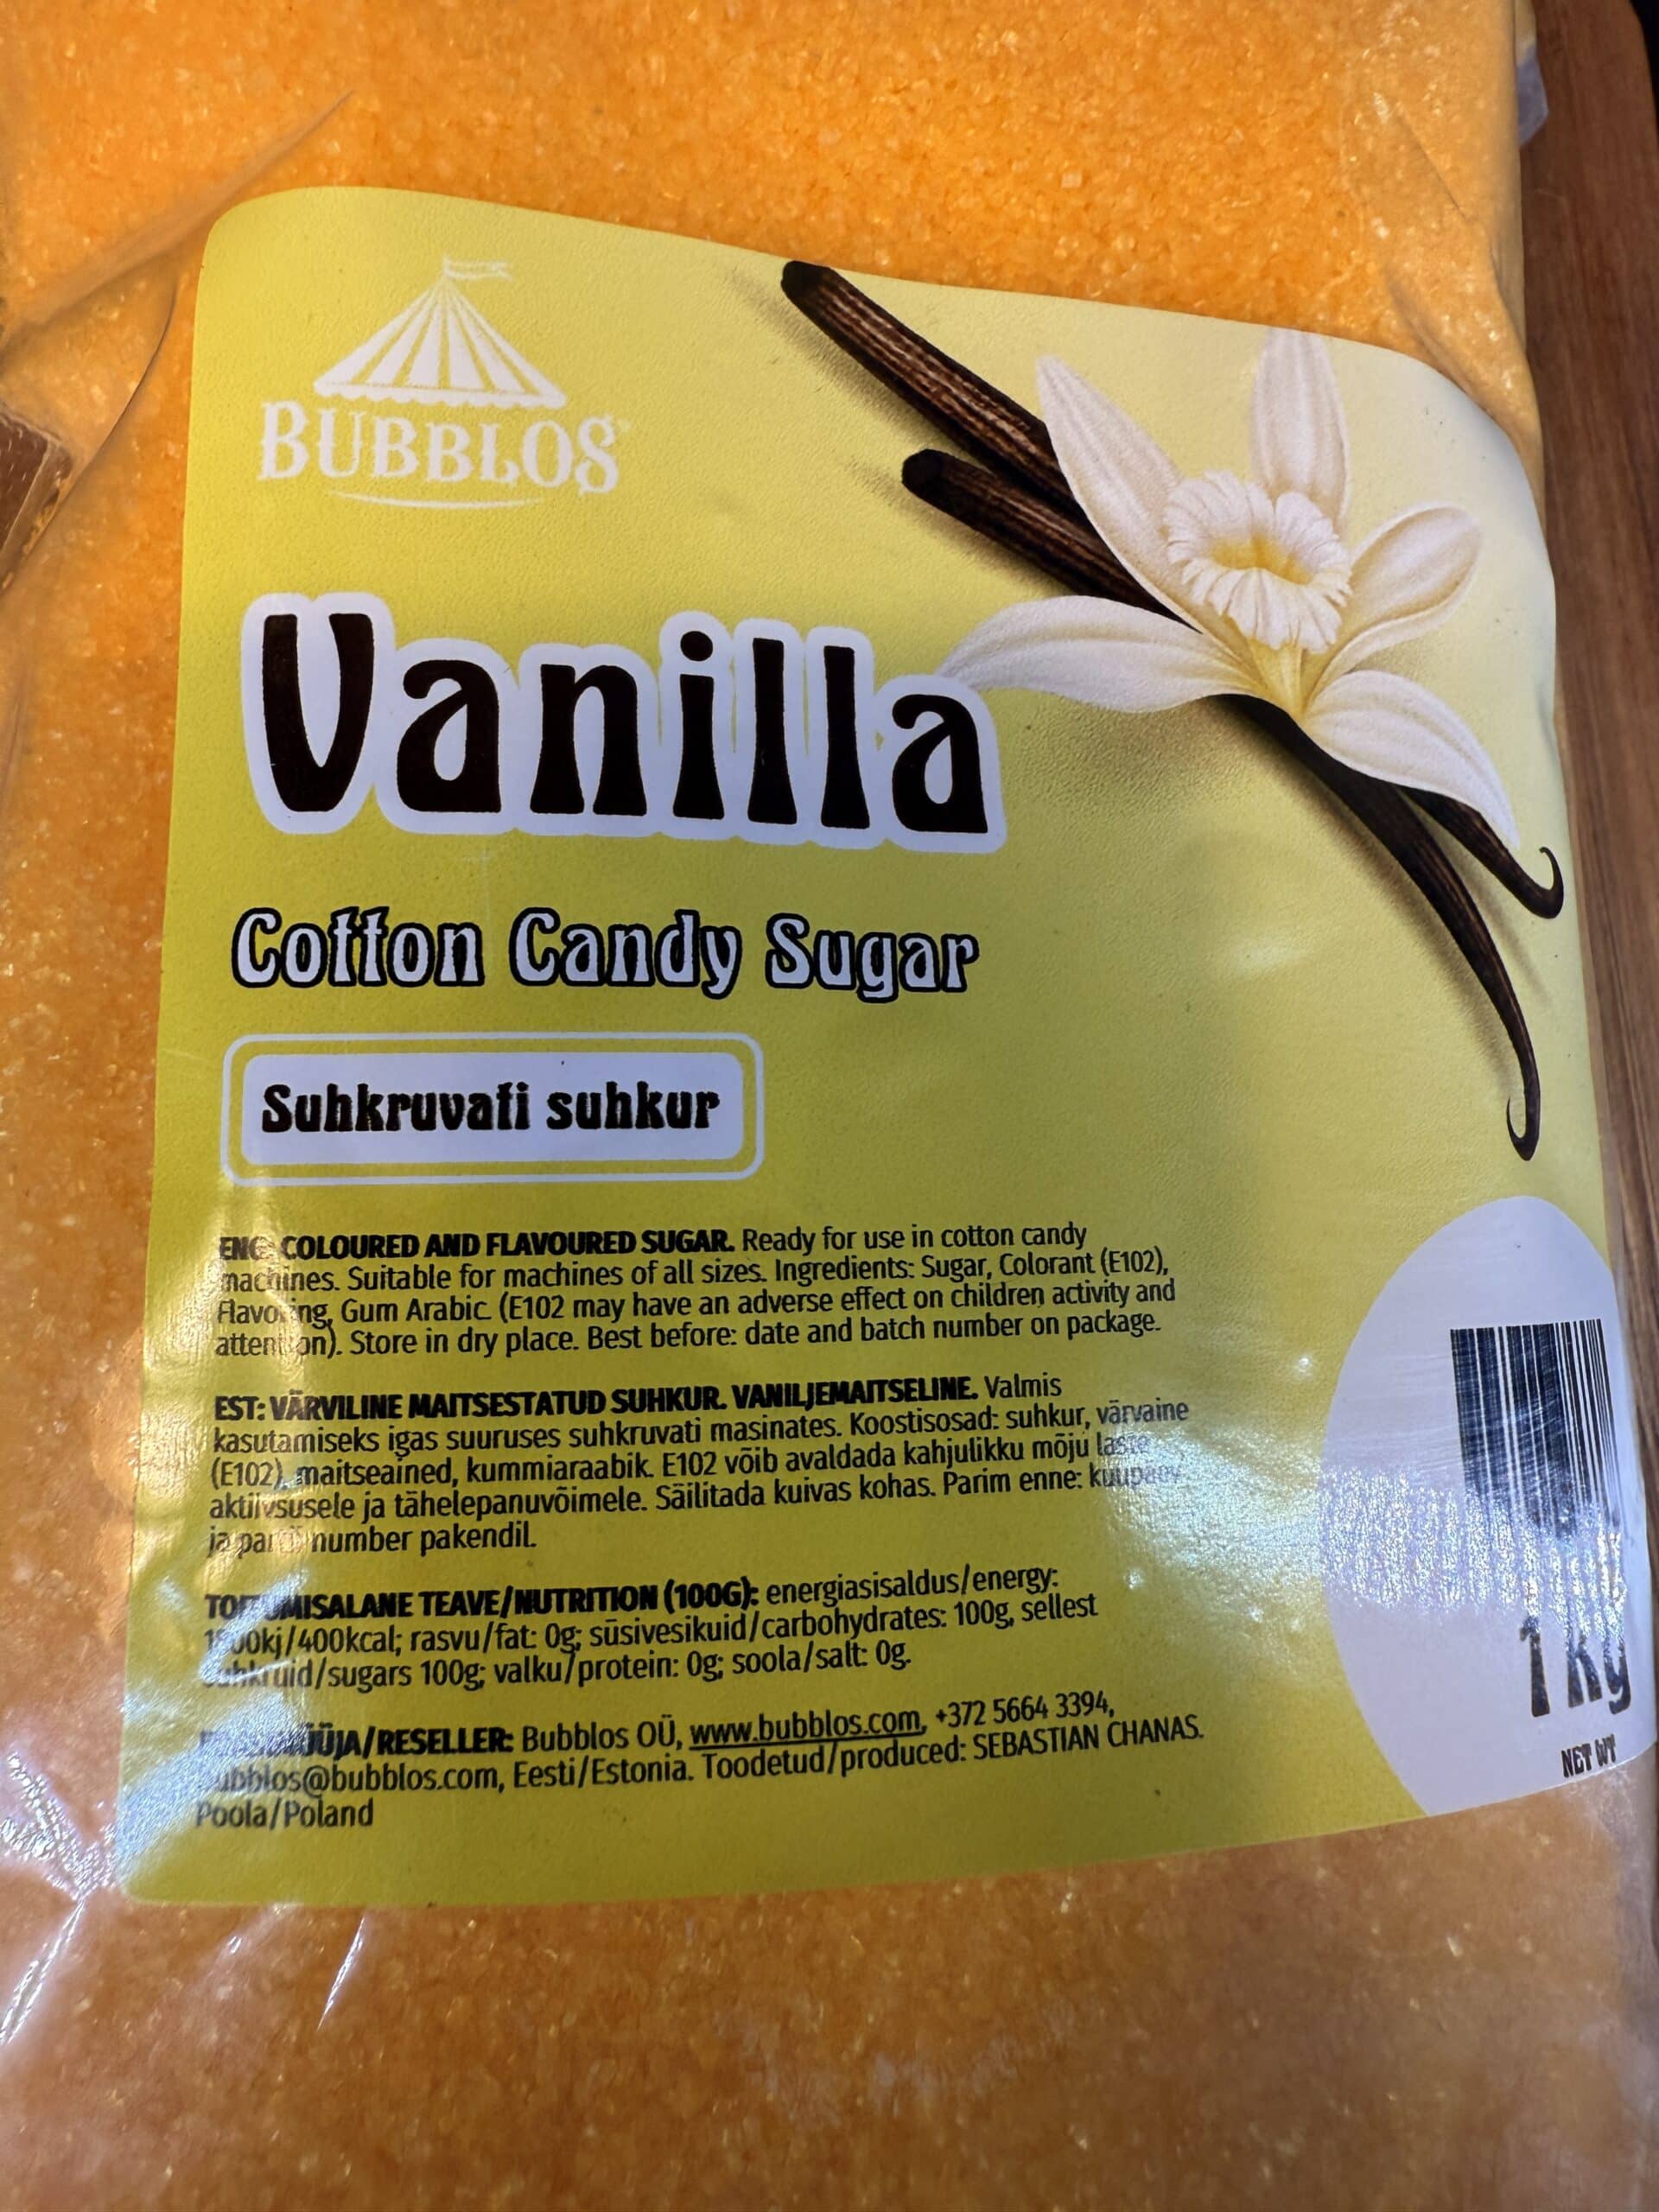 BUBBLOS
Vanilla
Cotton Candy Sugar
Suhkruvati suhkur
ENG: COLOURED AND FLAVOURED SUGAR. Ready for use in cotton candy
machines. Suitable for machines of all sizes. Ingredients: Sugar, Colorant (E102),
Flavoring, Gum Arabic. (E102 may have an adverse effect on children activity and
attention). Store in dry place. Best before: date and batch number on package.
EST: VÄRVILINE MAITSESTATUD SUHKUR. VANILJEMAITSELINE. Valmis
kasutamiseks igas suuruses suhkruvati masinates. Koostisosad: suhkur, värvaine
(E102), maitseained, kummiaraabik. E102 võib avaldada kahjulikku mõju laste
aktiivsusele ja tähelepanuvõimele. Säilitada kuivas kohas. Parim enne: kuupäev
ja partii number pakendil.
TOITUMISALANE TEAVE/NUTRITION (100G): energiasisaldus/energy:
/400kcal; rasvu/fat: 0g; süsivesikuid/carbohydrates: 100g, sellest
suhkruid/sugars 100g; valku/protein: 0g; soola/salt: 0g.
/RESELLER: Bubblos OÜ, www.bubblos.com, +372 5664 3394,
bubblos@bubblos.com, Eesti/Estonia. Toodetud/produced: SEBASTIAN CHANAS.
Poola/Poland
1 kg
NET WT